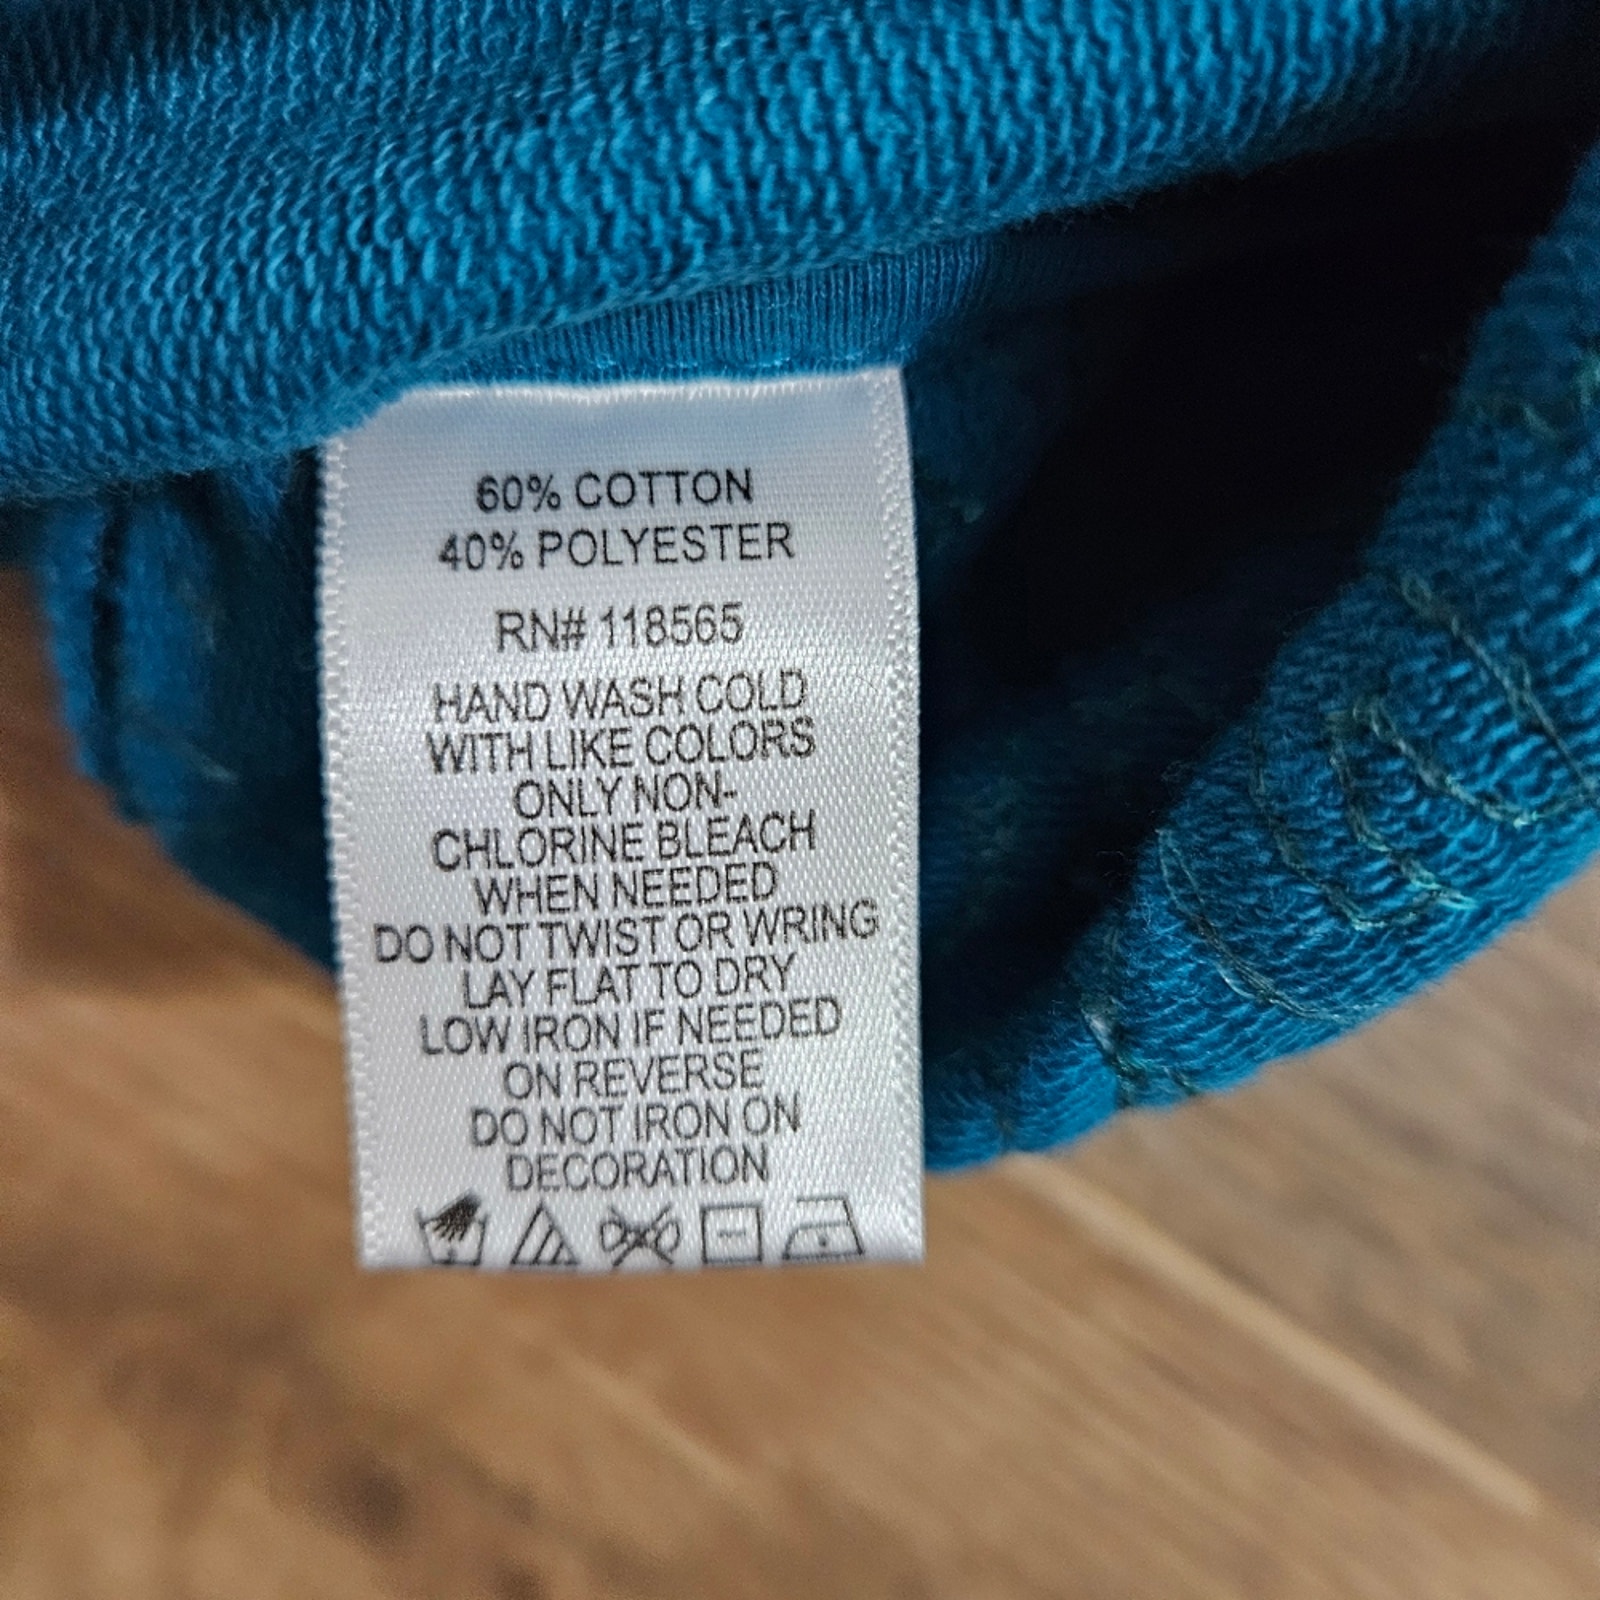 60% COTTON
40% POLYESTER
RN# 118565
HAND WASH COLD
WITH LIKE COLORS
ONLY NON-
CHLORINE BLEACH
WHEN NEEDED
DO NOT TWIST OR WRING
LAY FLAT TO DRY
LOW IRON IF NEEDED
ON REVERSE
DO NOT IRON ON
DECORATION